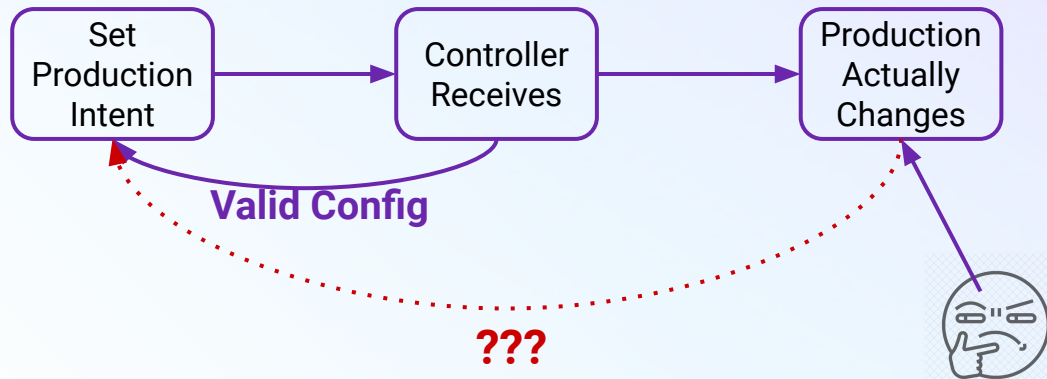 Set
Production
Intent
Controller
Receives
Production
Actually
Changes
Valid Config
???